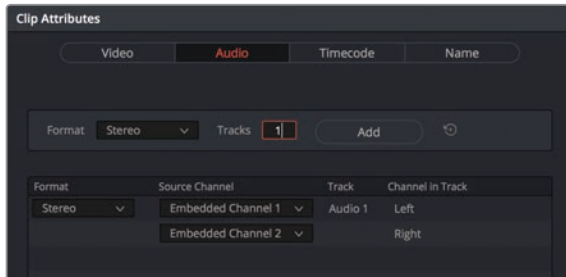 Clip Attributes
Video Audio Timecode Name
Format Stereo Tracks 1 Add
Format Source Channel Track Channel in Track
Stereo Embedded Channel 1 Audio 1 Left
Embedded Channel 2 Right